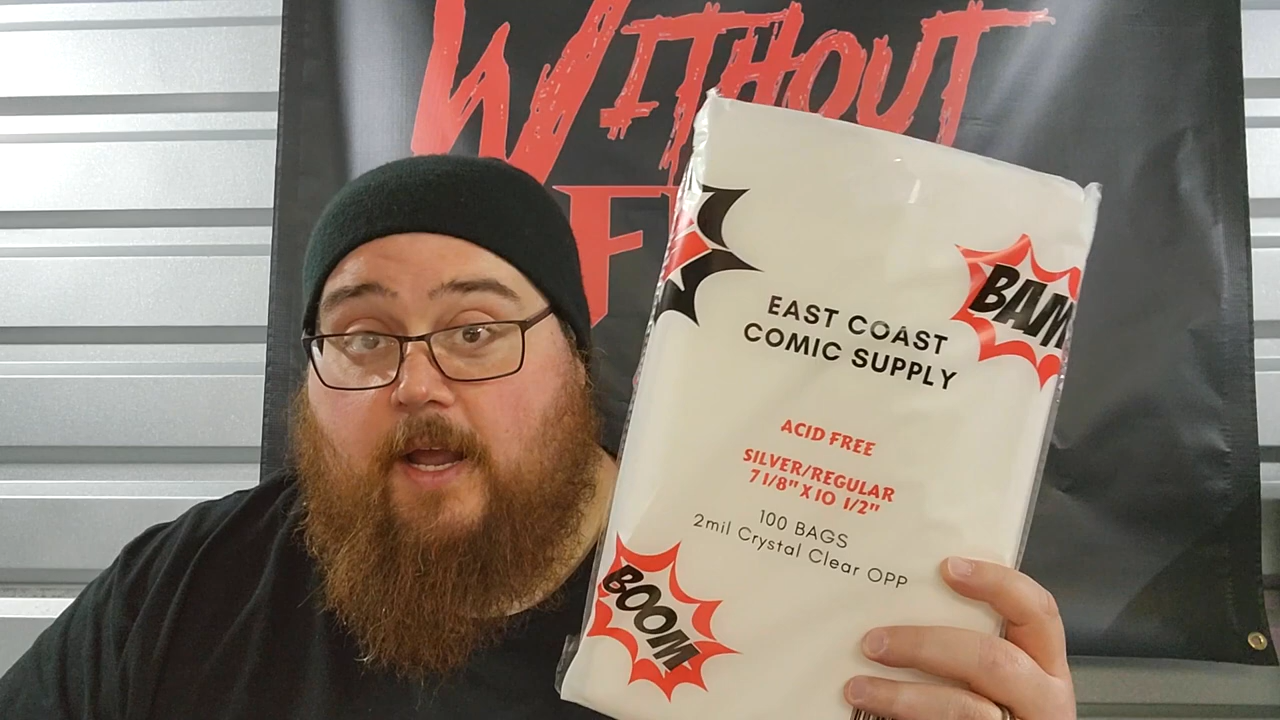 WITHOUT
BAM
EAST COAST
COMIC SUPPLY
ACID FREE
SILVER/REGULAR
7 1/8" X 10 1/2"
100 BAGS
2mil Crystal Clear OPP
BOOM